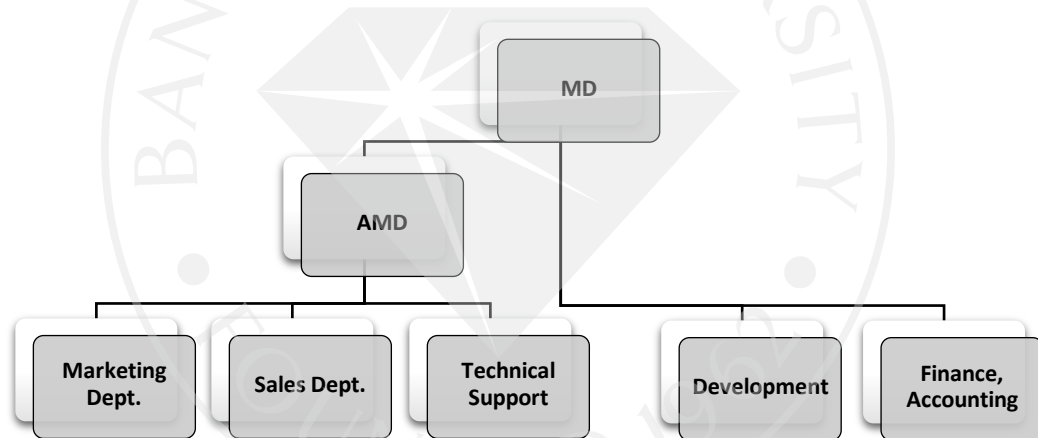 MD
AMD
Marketing
Dept.
Sales Dept.
Technical
Support
Development
Finance,
Accounting